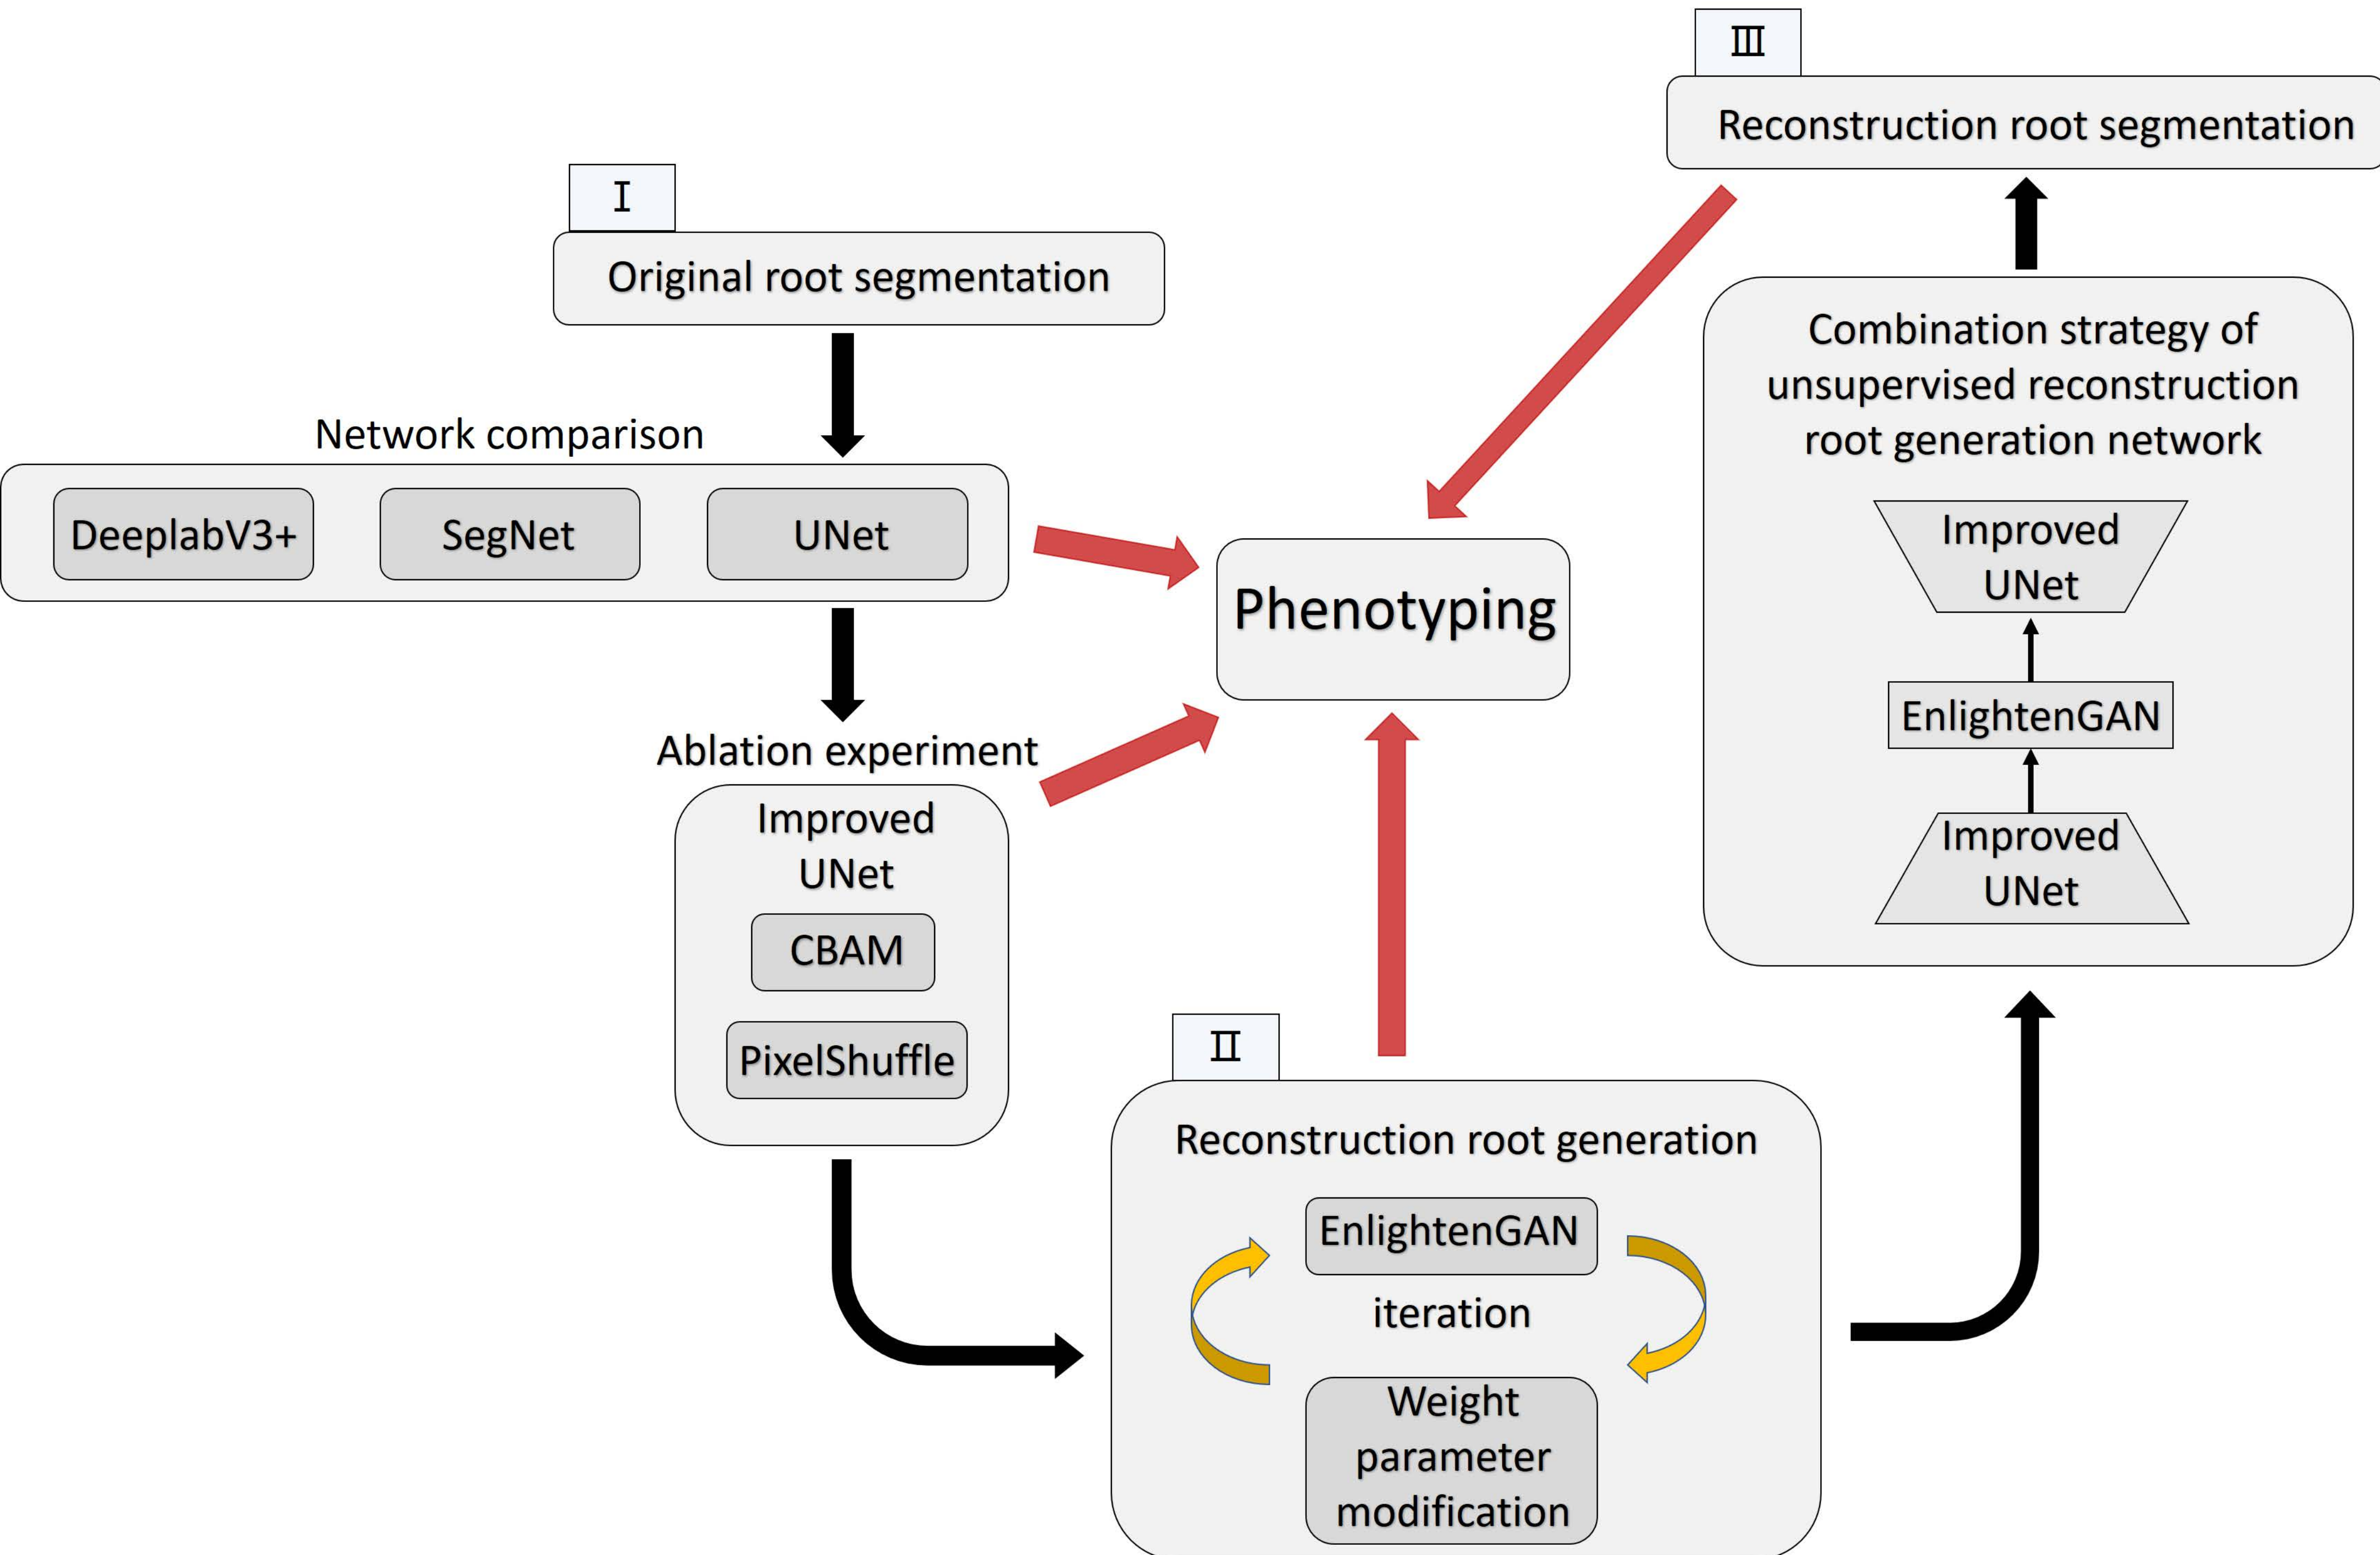 I
Original root segmentation
Network comparison
DeeplabV3+
SegNet
UNet
Ablation experiment
Improved
UNet
CBAM
PixelShuffle
Phenotyping
II
Reconstruction root generation
EnlightenGAN
iteration
Weight
parameter
modification
III
Reconstruction root segmentation
Combination strategy of
unsupervised reconstruction
root generation network
Improved
UNet
EnlightenGAN
Improved
UNet